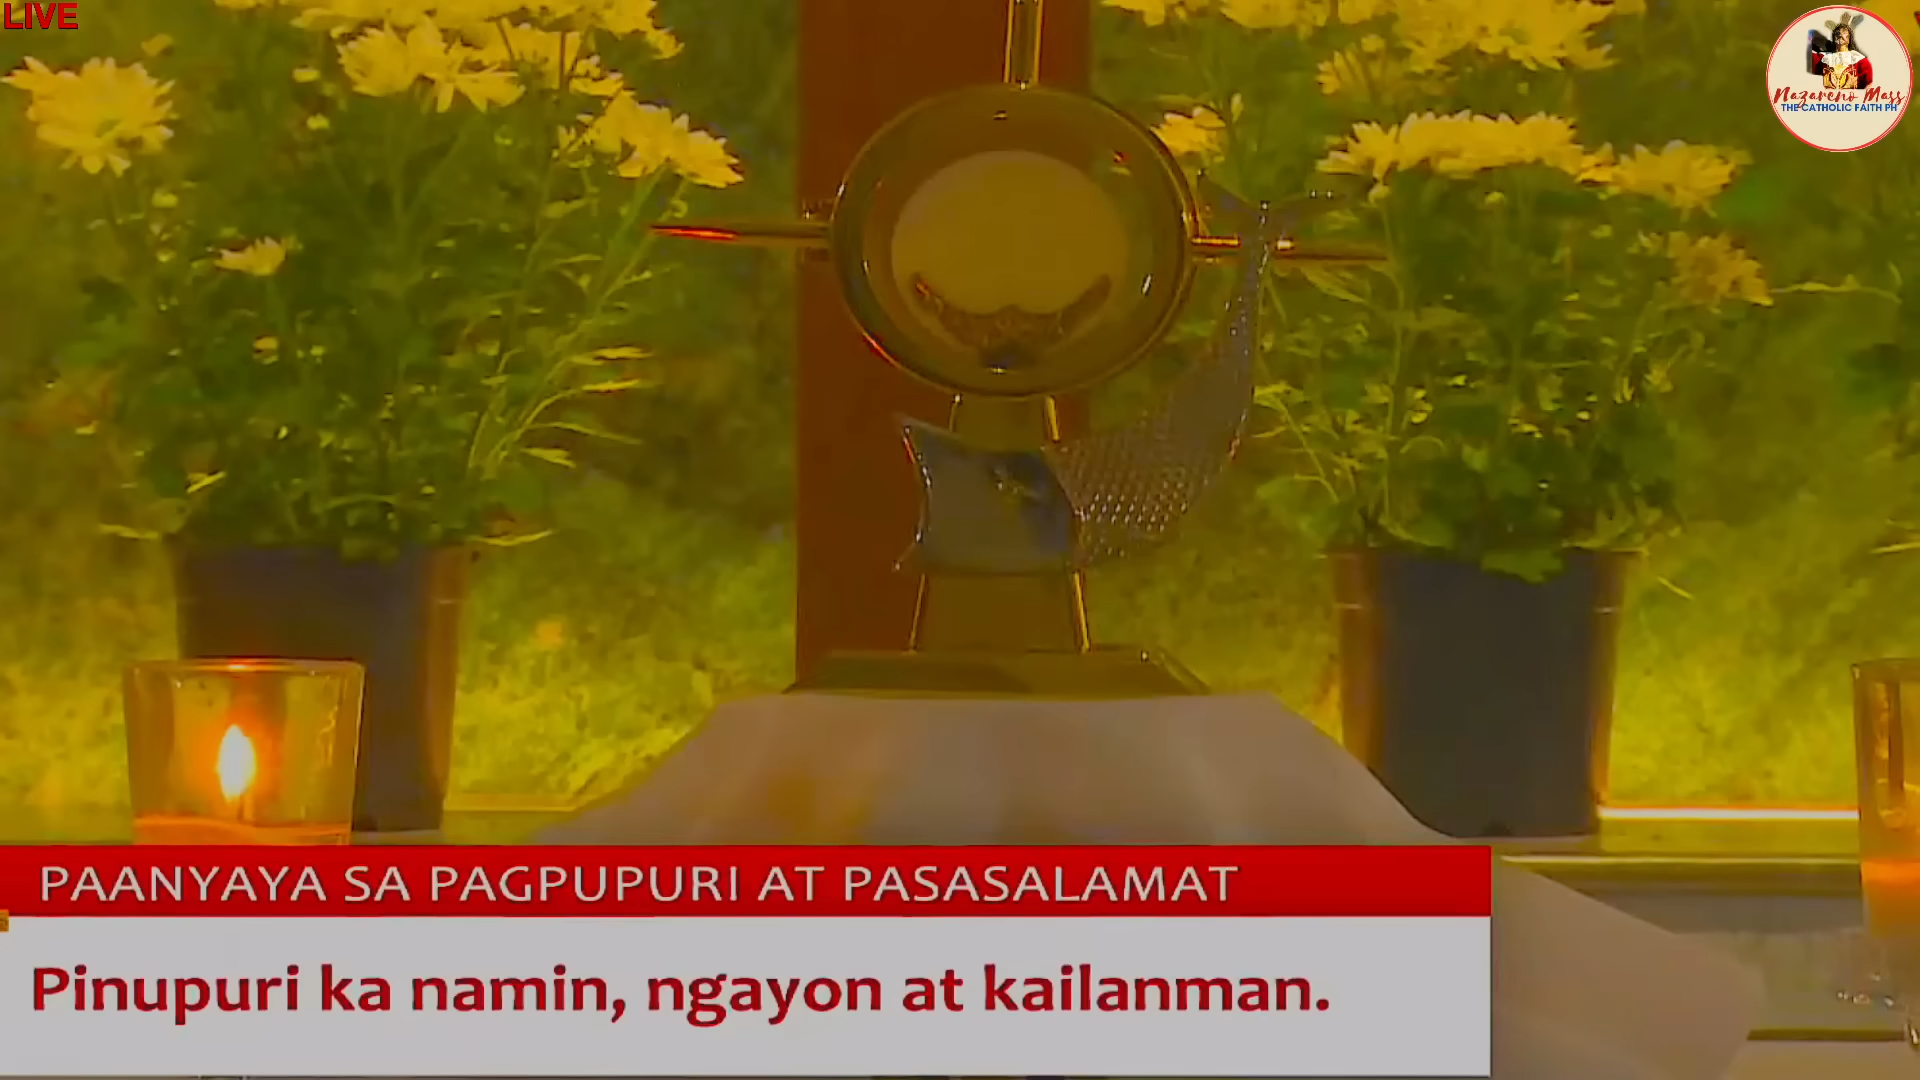 LIVE
Nazareno Mass
THE CATHOLIC FAITH PH
PAANYAYA SA PAGPUPURI AT PASASALAMAT
Pinupuri ka namin, ngayon at kailanman.